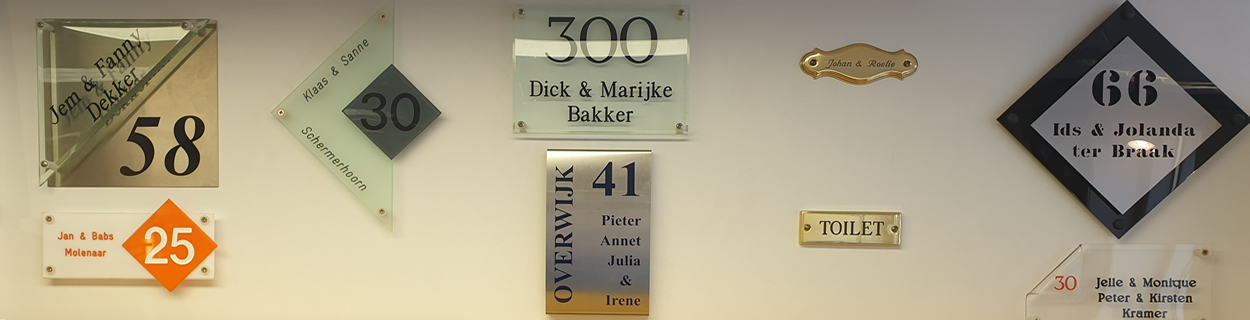 Jem & Fanny
Dekker
58
Jan & Babs
Molenaar
25
Klaas & Sanne
30
Schermerhoorn
300
Dick & Marijke
Bakker
OVERWIJK
41
Pieter
Annet
Julia
&
Irene
Johan & Roelie
TOILET
66
Ids & Jolanda
ter Braak
30
Jelle & Monique
Peter & Kirsten
Kramer